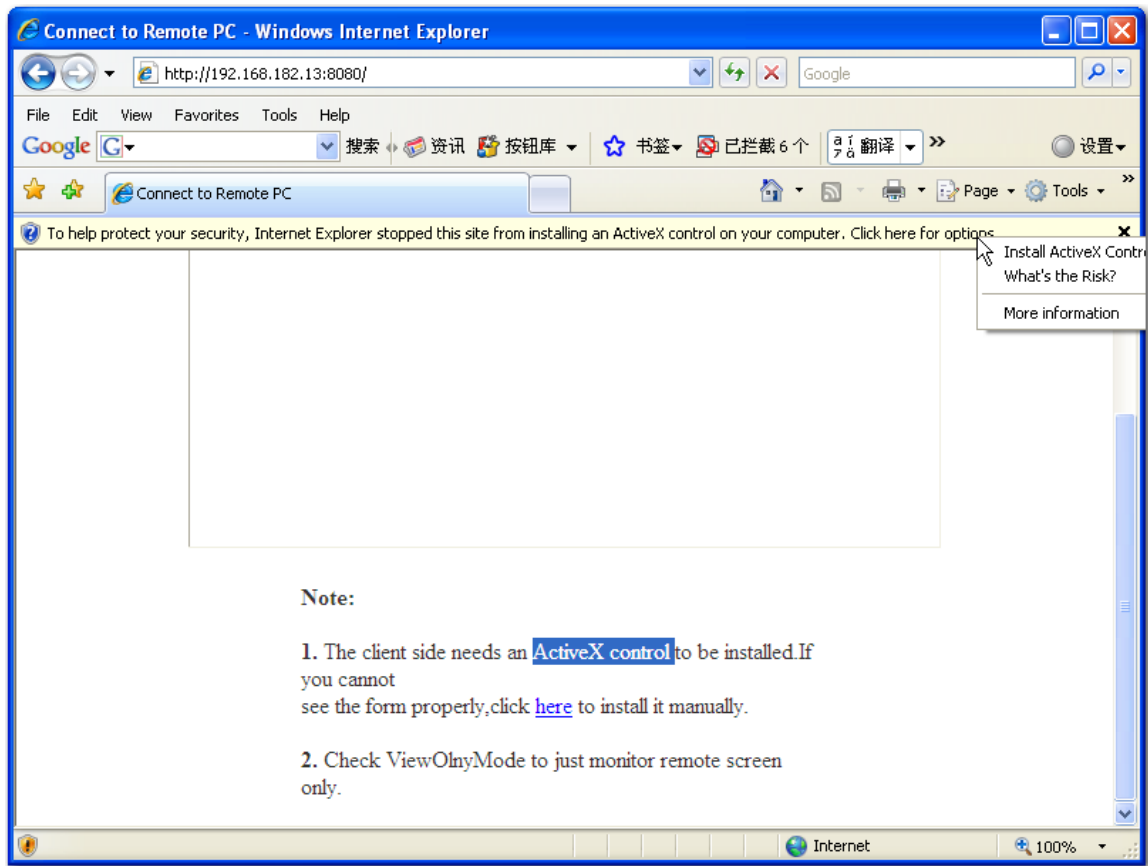 Connect to Remote PC - Windows Internet Explorer
http://192.168.182.13:8080/
Google
File Edit View Favorites Tools Help
Google G 搜索 资讯 按钮库 书签 已拦截 6 个 翻译 » 设置
Connect to Remote PC Page Tools »
To help protect your security, Internet Explorer stopped this site from installing an ActiveX control on your computer. Click here for options
Install ActiveX Contr
What's the Risk?
More information
Note:
1. The client side needs an ActiveX control to be installed.If
you cannot
see the form properly,click here to install it manually.
2. Check ViewOlnyMode to just monitor remote screen
only.
Internet 100%